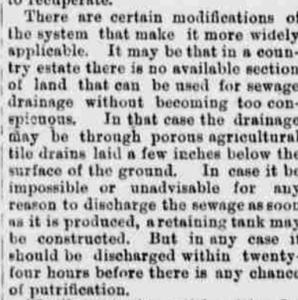 to recuperate.
There are certain modifications of
the system that make it more widely
applicable. It may be that in a coun-
try estate there is no available section
of land that can be used for sewage
drainage without becoming too con-
spicuous. In that case the drainage
may be through porous agricultural
tile drains laid a few inches below the
surface of the ground. In case it be
impossible or unadvisable for any
reason to discharge the sewage as soon
as it is produced, a retaining tank may
be constructed. But in any case it
should be discharged within twenty-
four hours before there is any chance
of putrification.